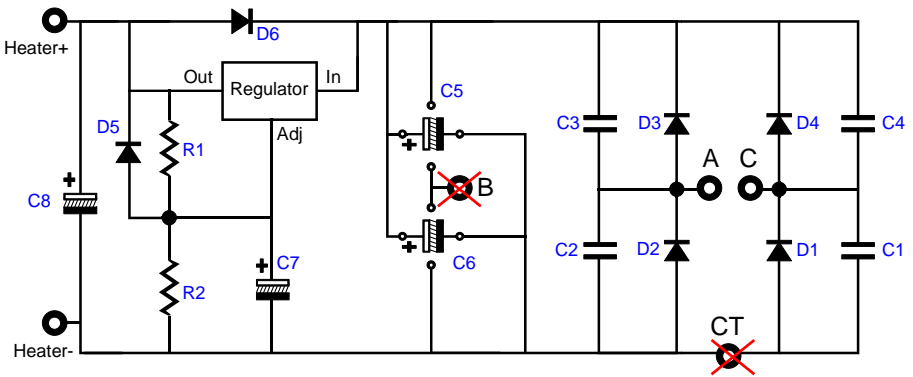 Heater+
D6
Out
Regulator
In
Adj
D5
R1
C5
+
C3
D3
D4
C4
A
C
B
+
C8
+
C6
C2
D2
D1
C1
+
C7
R2
CT
Heater-